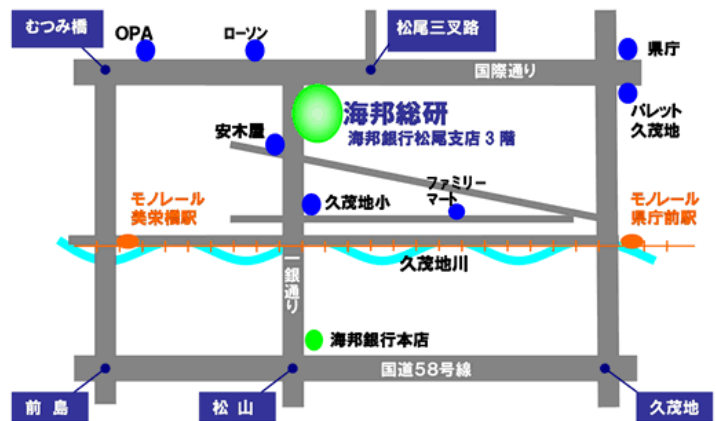 むつみ橋
OPA
ローソン
松尾三叉路
県庁
国際通り
海邦総研
海邦銀行松尾支店 3 階
パレット
久茂地
安木屋
ファミリー
マート
久茂地小
モノレール
美栄橋駅
モノレール
県庁前駅
一銀通り
久茂地川
海邦銀行本店
国道58号線
前 島
松 山
久茂地